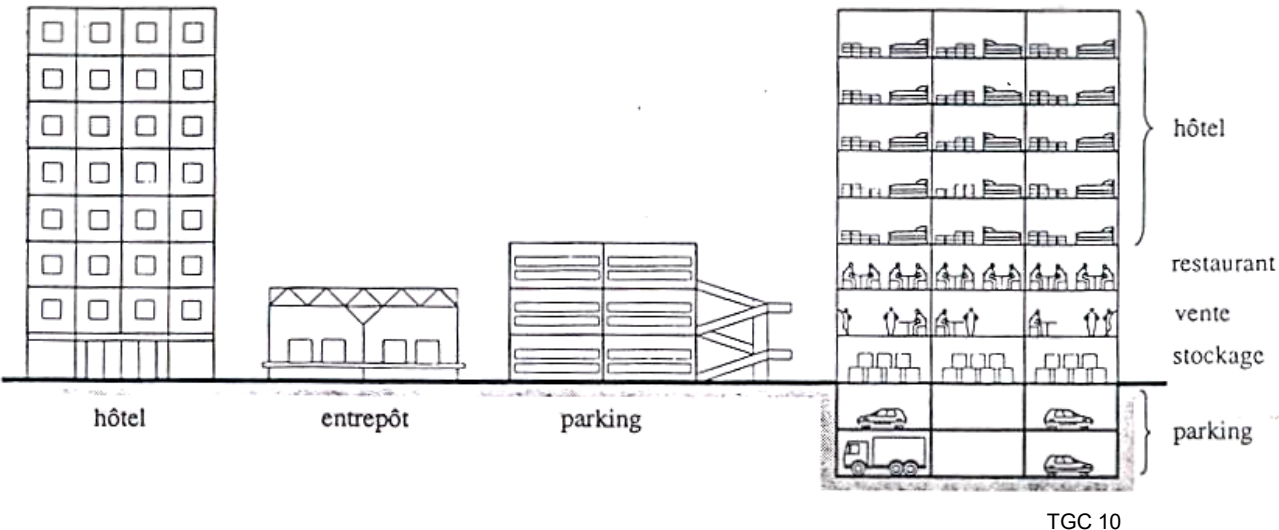 hôtel
entrepôt
parking
hôtel
restaurant
vente
stockage
parking
TGC 10